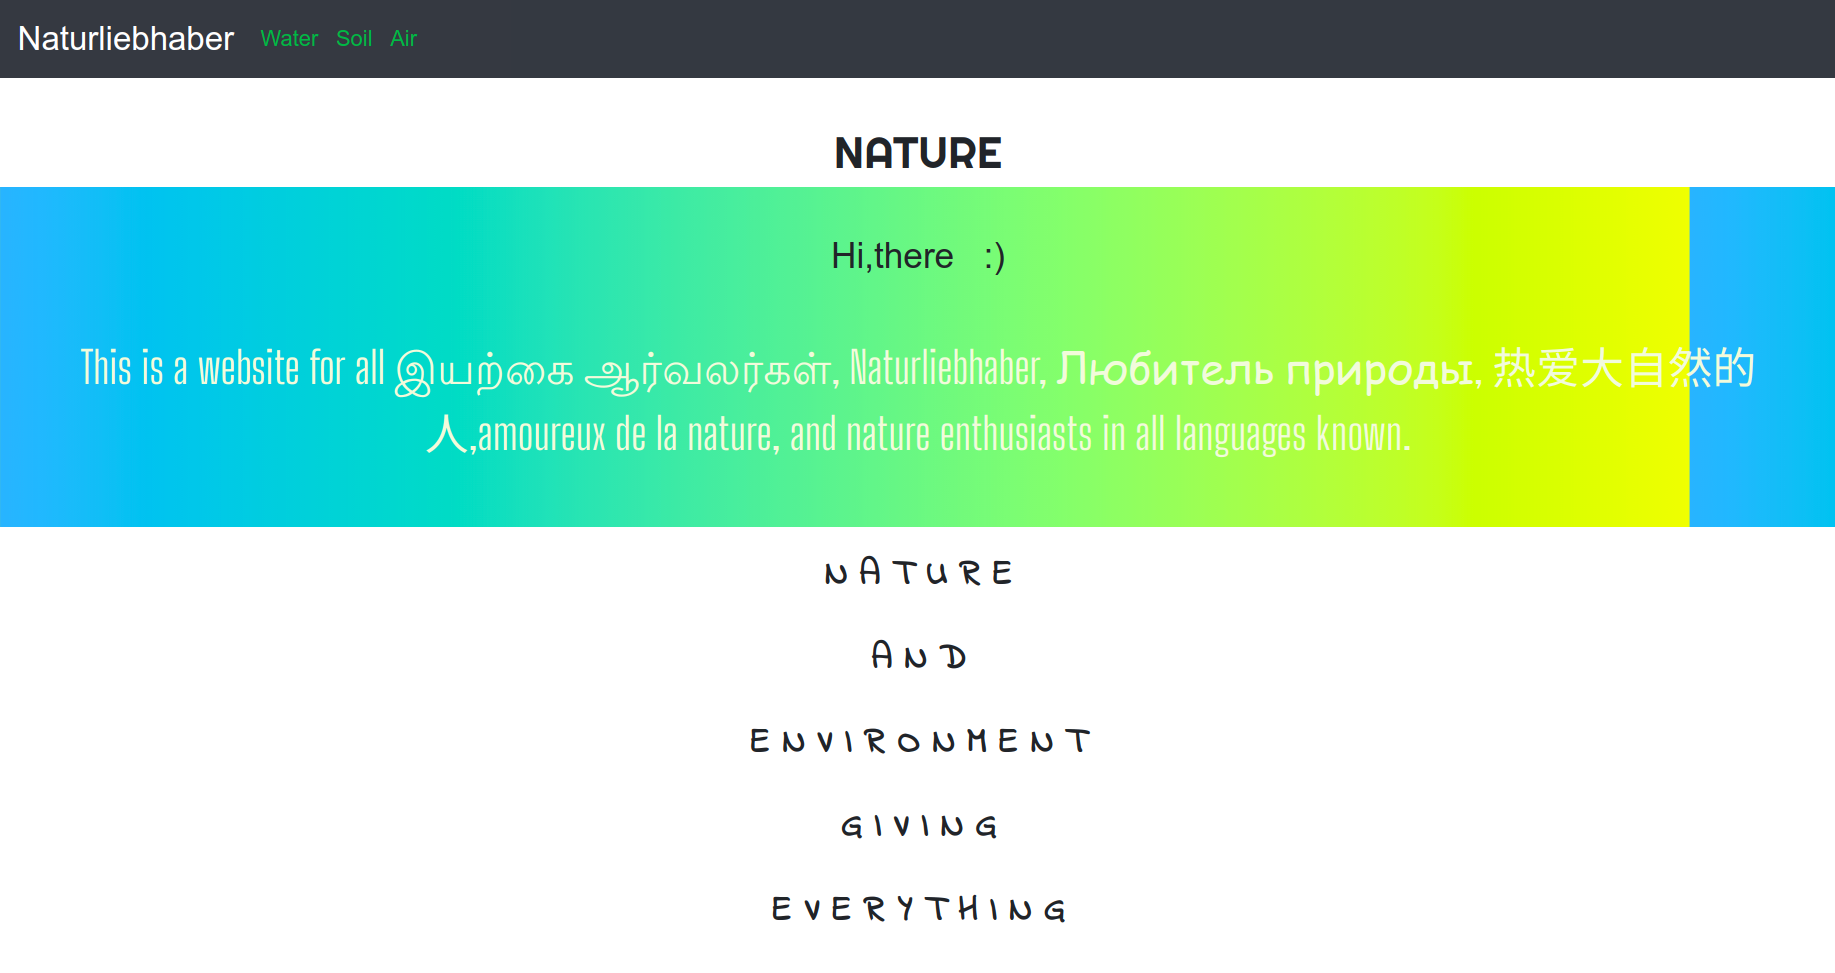 Naturliebhaber Water Soil Air
NATURE
Hi,there :)
This is a website for all இயற்கை ஆர்வலர்கள், Naturliebhaber, Любитель природы, 热爱大自然的
人,amoureux de la nature, and nature enthusiasts in all languages known.
NATURE
AND
ENVIRONMENT
GIVING
EVERYTHING